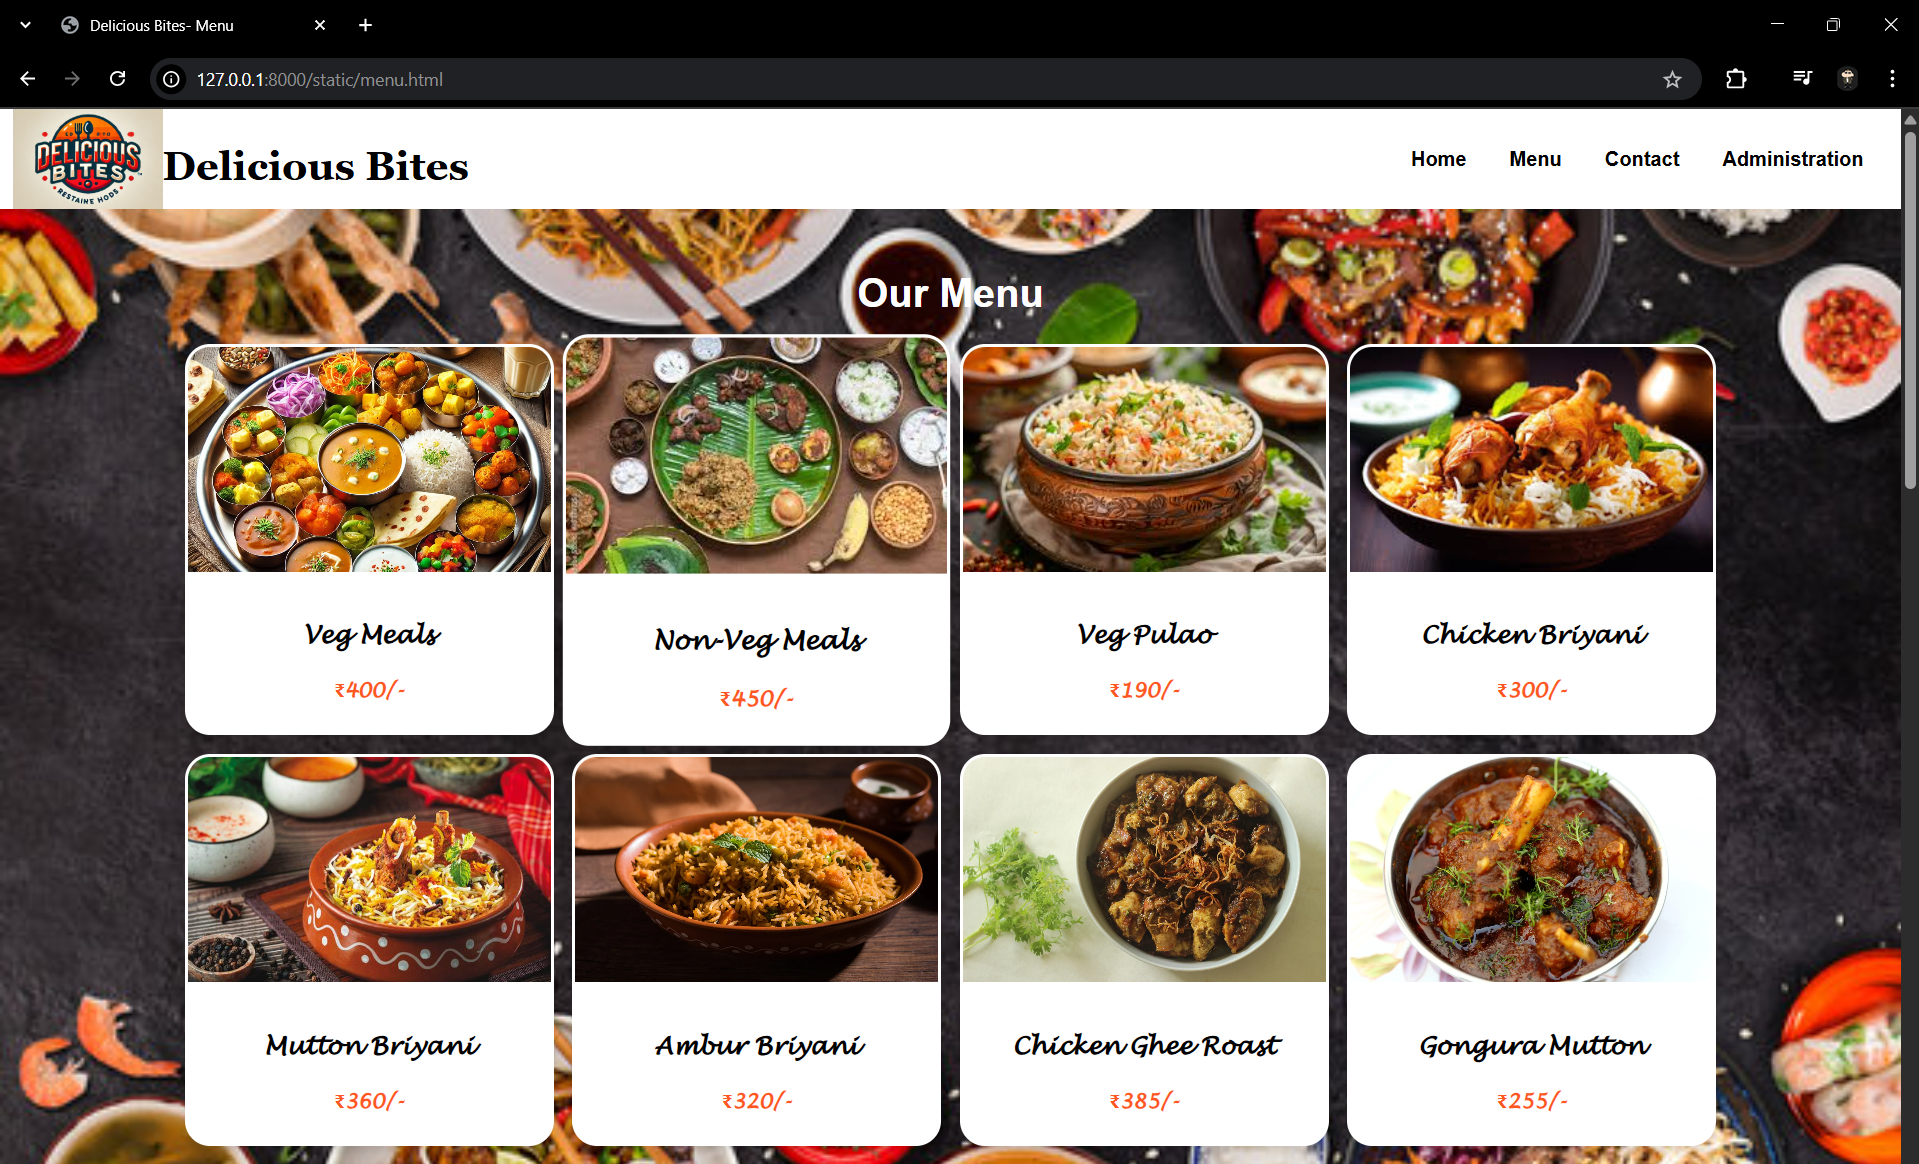 Delicious Bites- Menu
127.0.0.1:8000/static/menu.html
DELICIOUS
BITES
RESTAINE HODS
Delicious Bites
Home Menu Contact Administration
Our Menu
Veg Meals
₹400/-
Non-Veg Meals
₹450/-
Veg Pulao
₹190/-
Chicken Briyani
₹300/-
Mutton Briyani
₹360/-
Ambur Briyani
₹320/-
Chicken Ghee Roast
₹385/-
Gongura Mutton
₹255/-